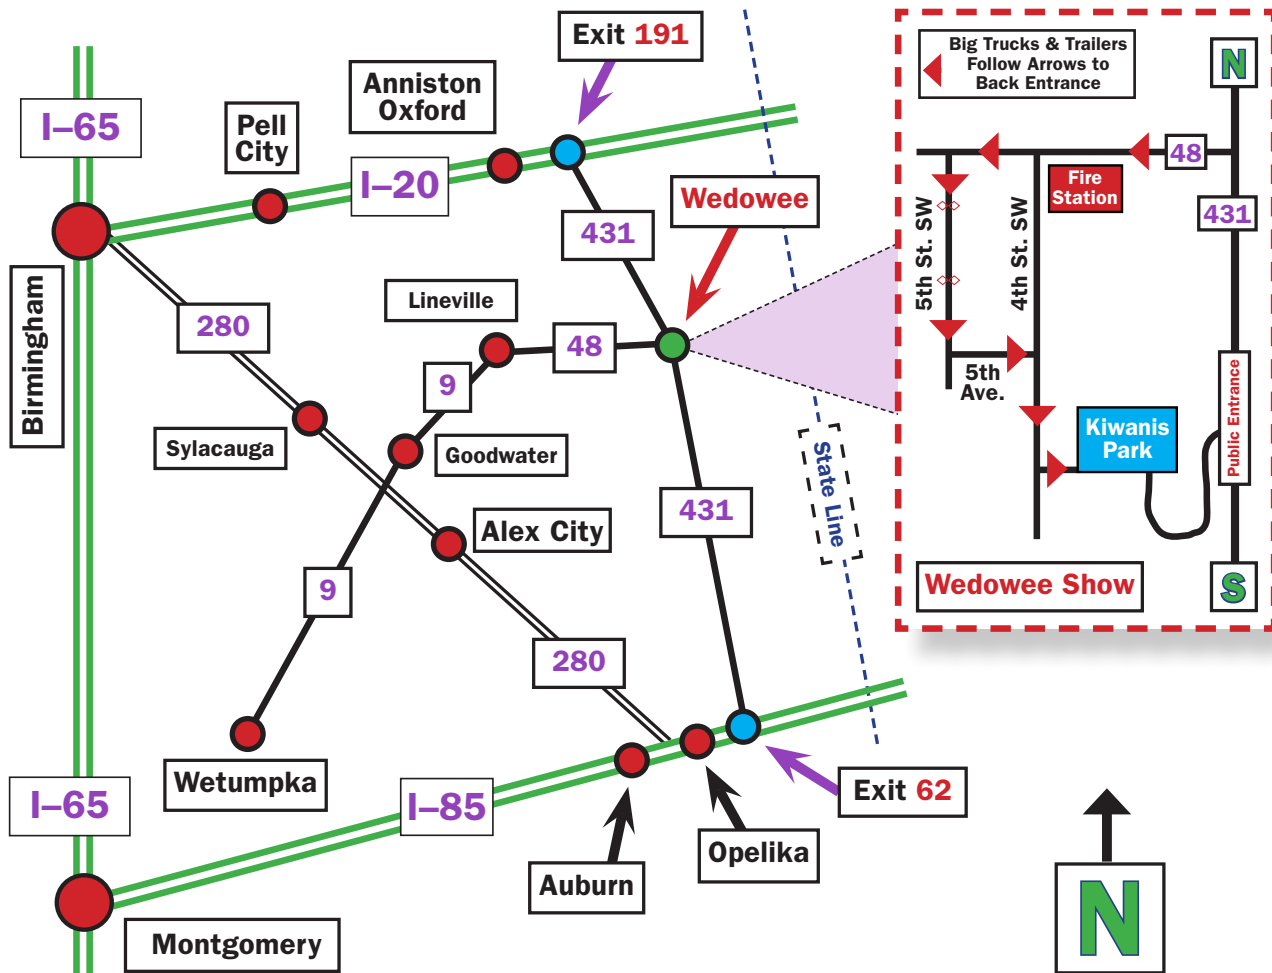 Exit 191
Big Trucks & Trailers
Follow Arrows to
Back Entrance
N
Anniston
Oxford
I–65
Pell
City
I–20
48
Fire
Station
Wedowee
431
431
5th St. SW
4th St. SW
Birmingham
Lineville
280
48
9
5th
Ave.
Public Entrance
Sylacauga
Goodwater
Kiwanis
Park
State Line
431
Alex City
9
Wedowee Show
S
280
Wetumpka
I–65
I–85
Exit 62
Opelika
Auburn
N
Montgomery